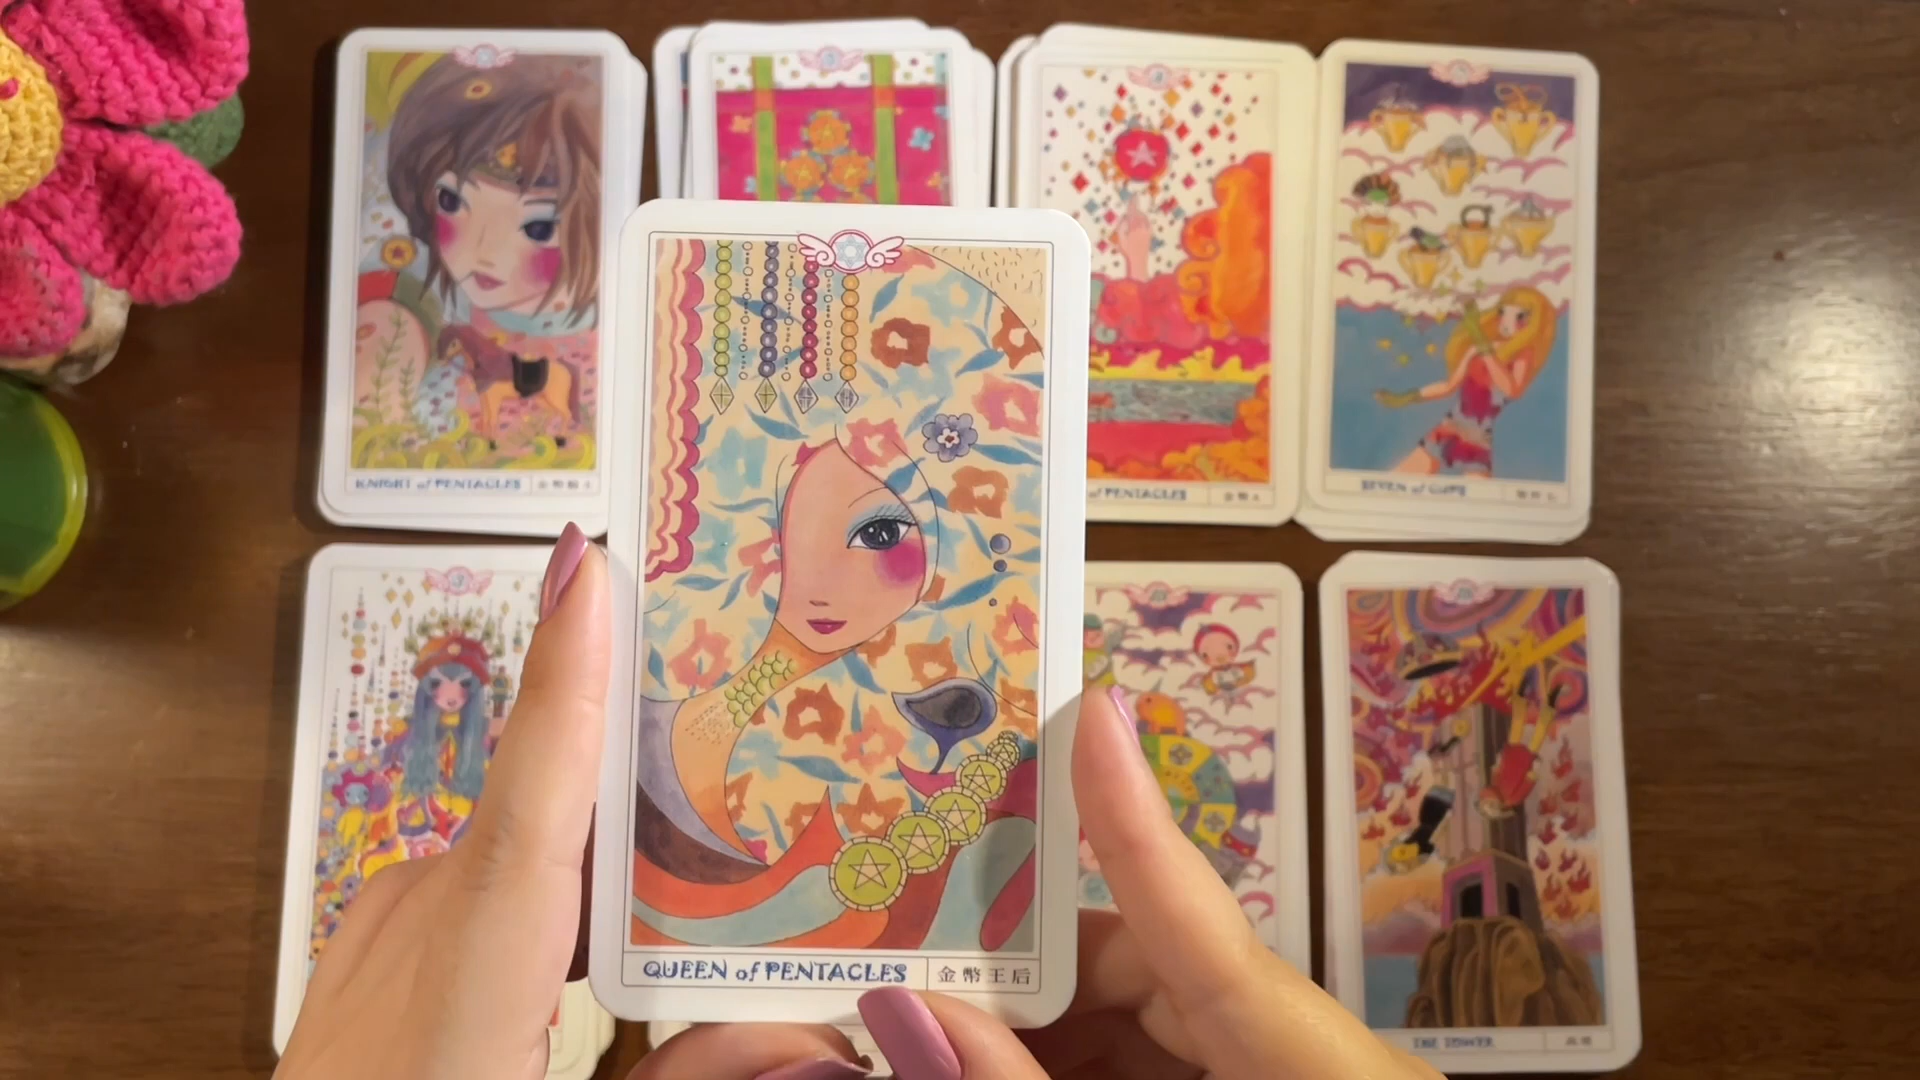 KNIGHT of PENTACLES
of PENTACLES
SEVEN of CUPS
QUEEN of PENTACLES 金幣王后
THE TOWER